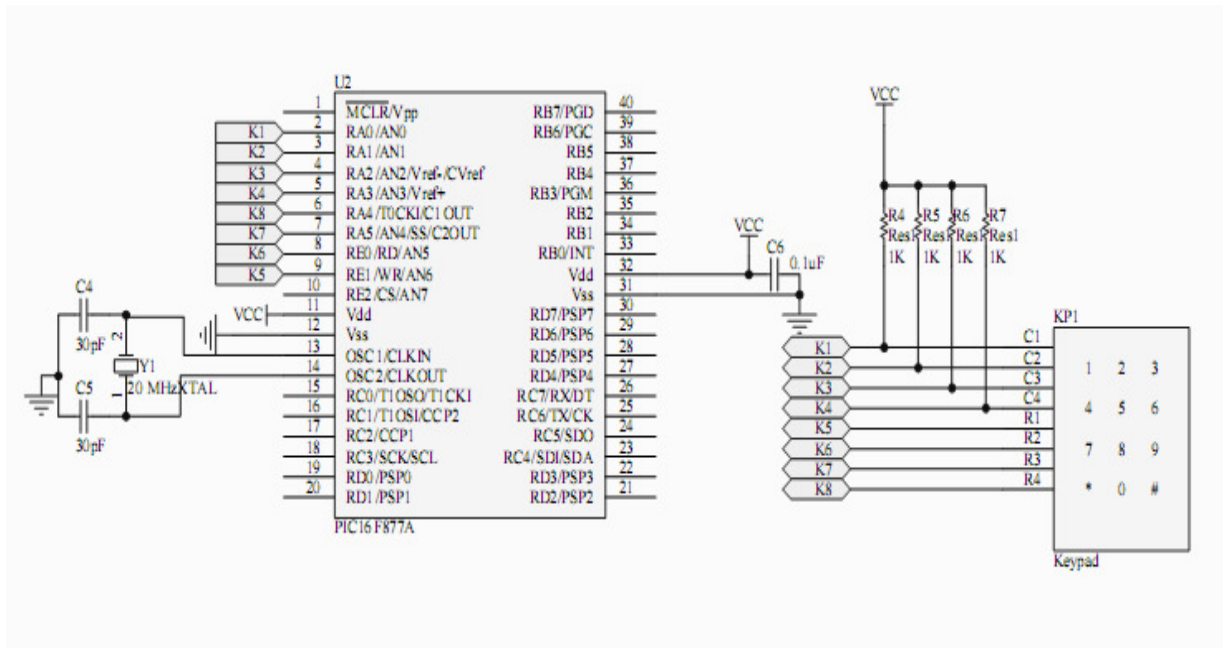 U2
1 MCLR/Vpp
K1 2 RA0/AN0
K2 3 RA1/AN1
K3 4 RA2/AN2/Vref-/CVref
K4 5 RA3/AN3/Vref+
K8 6 RA4/T0CKI/C1OUT
K7 7 RA5/AN4/SS/C2OUT
K6 8 RE0/RD/AN5
K5 9 RE1/WR/AN6
10 RE2/CS/AN7
VCC 11 Vdd
12 Vss
13 OSC1/CLKIN
14 OSC2/CLKOUT
15 RC0/T1OSO/T1CKI
16 RC1/T1OSI/CCP2
17 RC2/CCP1
18 RC3/SCK/SCL
19 RD0/PSP0
20 RD1/PSP1
RB7/PGD 40
RB6/PGC 39
RB5 38
RB4 37
RB3/PGM 36
RB2 35
RB1 34
RB0/INT 33
Vdd 32
Vss 31
RD7/PSP7 30
RD6/PSP6 29
RD5/PSP5 28
RD4/PSP4 27
RC7/RX/DT 26
RC6/TX/CK 25
RC5/SDO 24
RC4/SDI/SDA 23
RD3/PSP3 22
RD2/PSP2 21
PIC16F877A
C4
30pF
2
Y1
1
20 MHzXTAL
C5
30pF
VCC
C6
0.1uF
VCC
R4 R5 R6 R7
Res1 Res1 Res1 Res1
1K 1K 1K 1K
KP1
K1 C1
K2 C2
K3 C3
K4 C4
K5 R1
K6 R2
K7 R3
K8 R4
1 2 3
4 5 6
7 8 9
* 0 #
Keypad